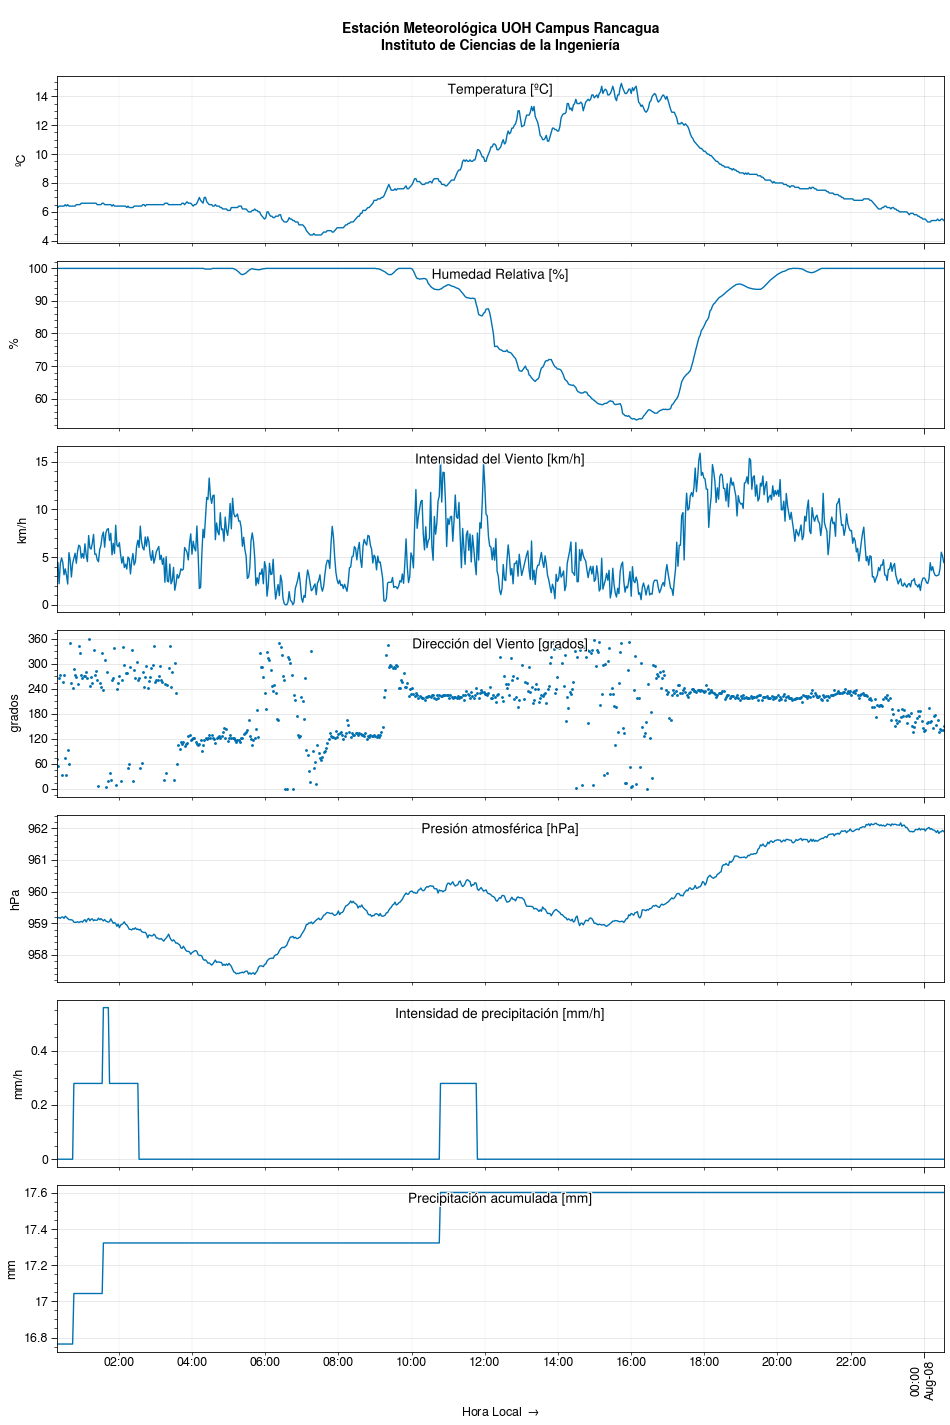 Estación Meteorológica UOH Campus Rancagua
Instituto de Ciencias de la Ingeniería
Temperatura [ºC]
14
12
10
8
6
4
ºC
Humedad Relativa [%]
100
90
80
70
60
%
Intensidad del Viento [km/h]
15
10
5
0
km/h
Dirección del Viento [grados]
360
300
240
180
120
60
0
grados
Presión atmosférica [hPa]
962
961
960
959
958
hPa
Intensidad de precipitación [mm/h]
0.4
0.2
0
mm/h
Precipitación acumulada [mm]
17.6
17.4
17.2
17
16.8
mm
02:00 04:00 06:00 08:00 10:00 12:00 14:00 16:00 18:00 20:00 22:00
00:00
Aug-08
Hora Local →